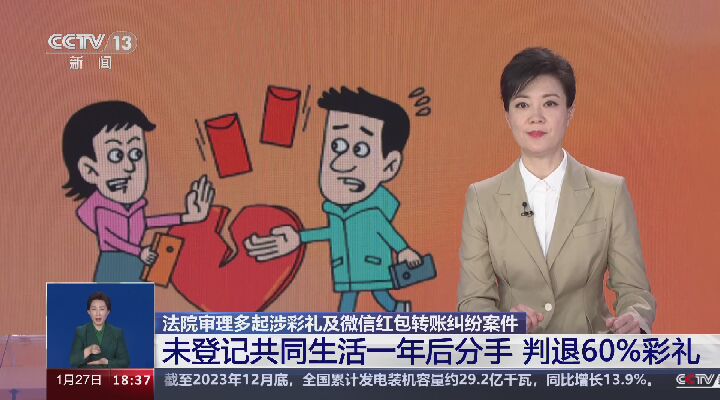 CCTV 13
新闻
法院审理多起涉彩礼及微信红包转账纠纷案件
未登记共同生活一年后分手 判退60%彩礼
1月27日 18:37 截至2023年12月底，全国累计发电装机容量约29.2亿千瓦，同比增长13.9%。 CCTV